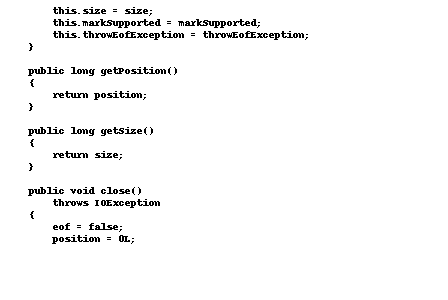 this.size = size;
this.markSupported = markSupported;
this.throwEofException = throwEofException;
}
public long getPosition()
{
return position;
}
public long getSize()
{
return size;
}
public void close()
throws IOException
{
eof = false;
position = 0L;